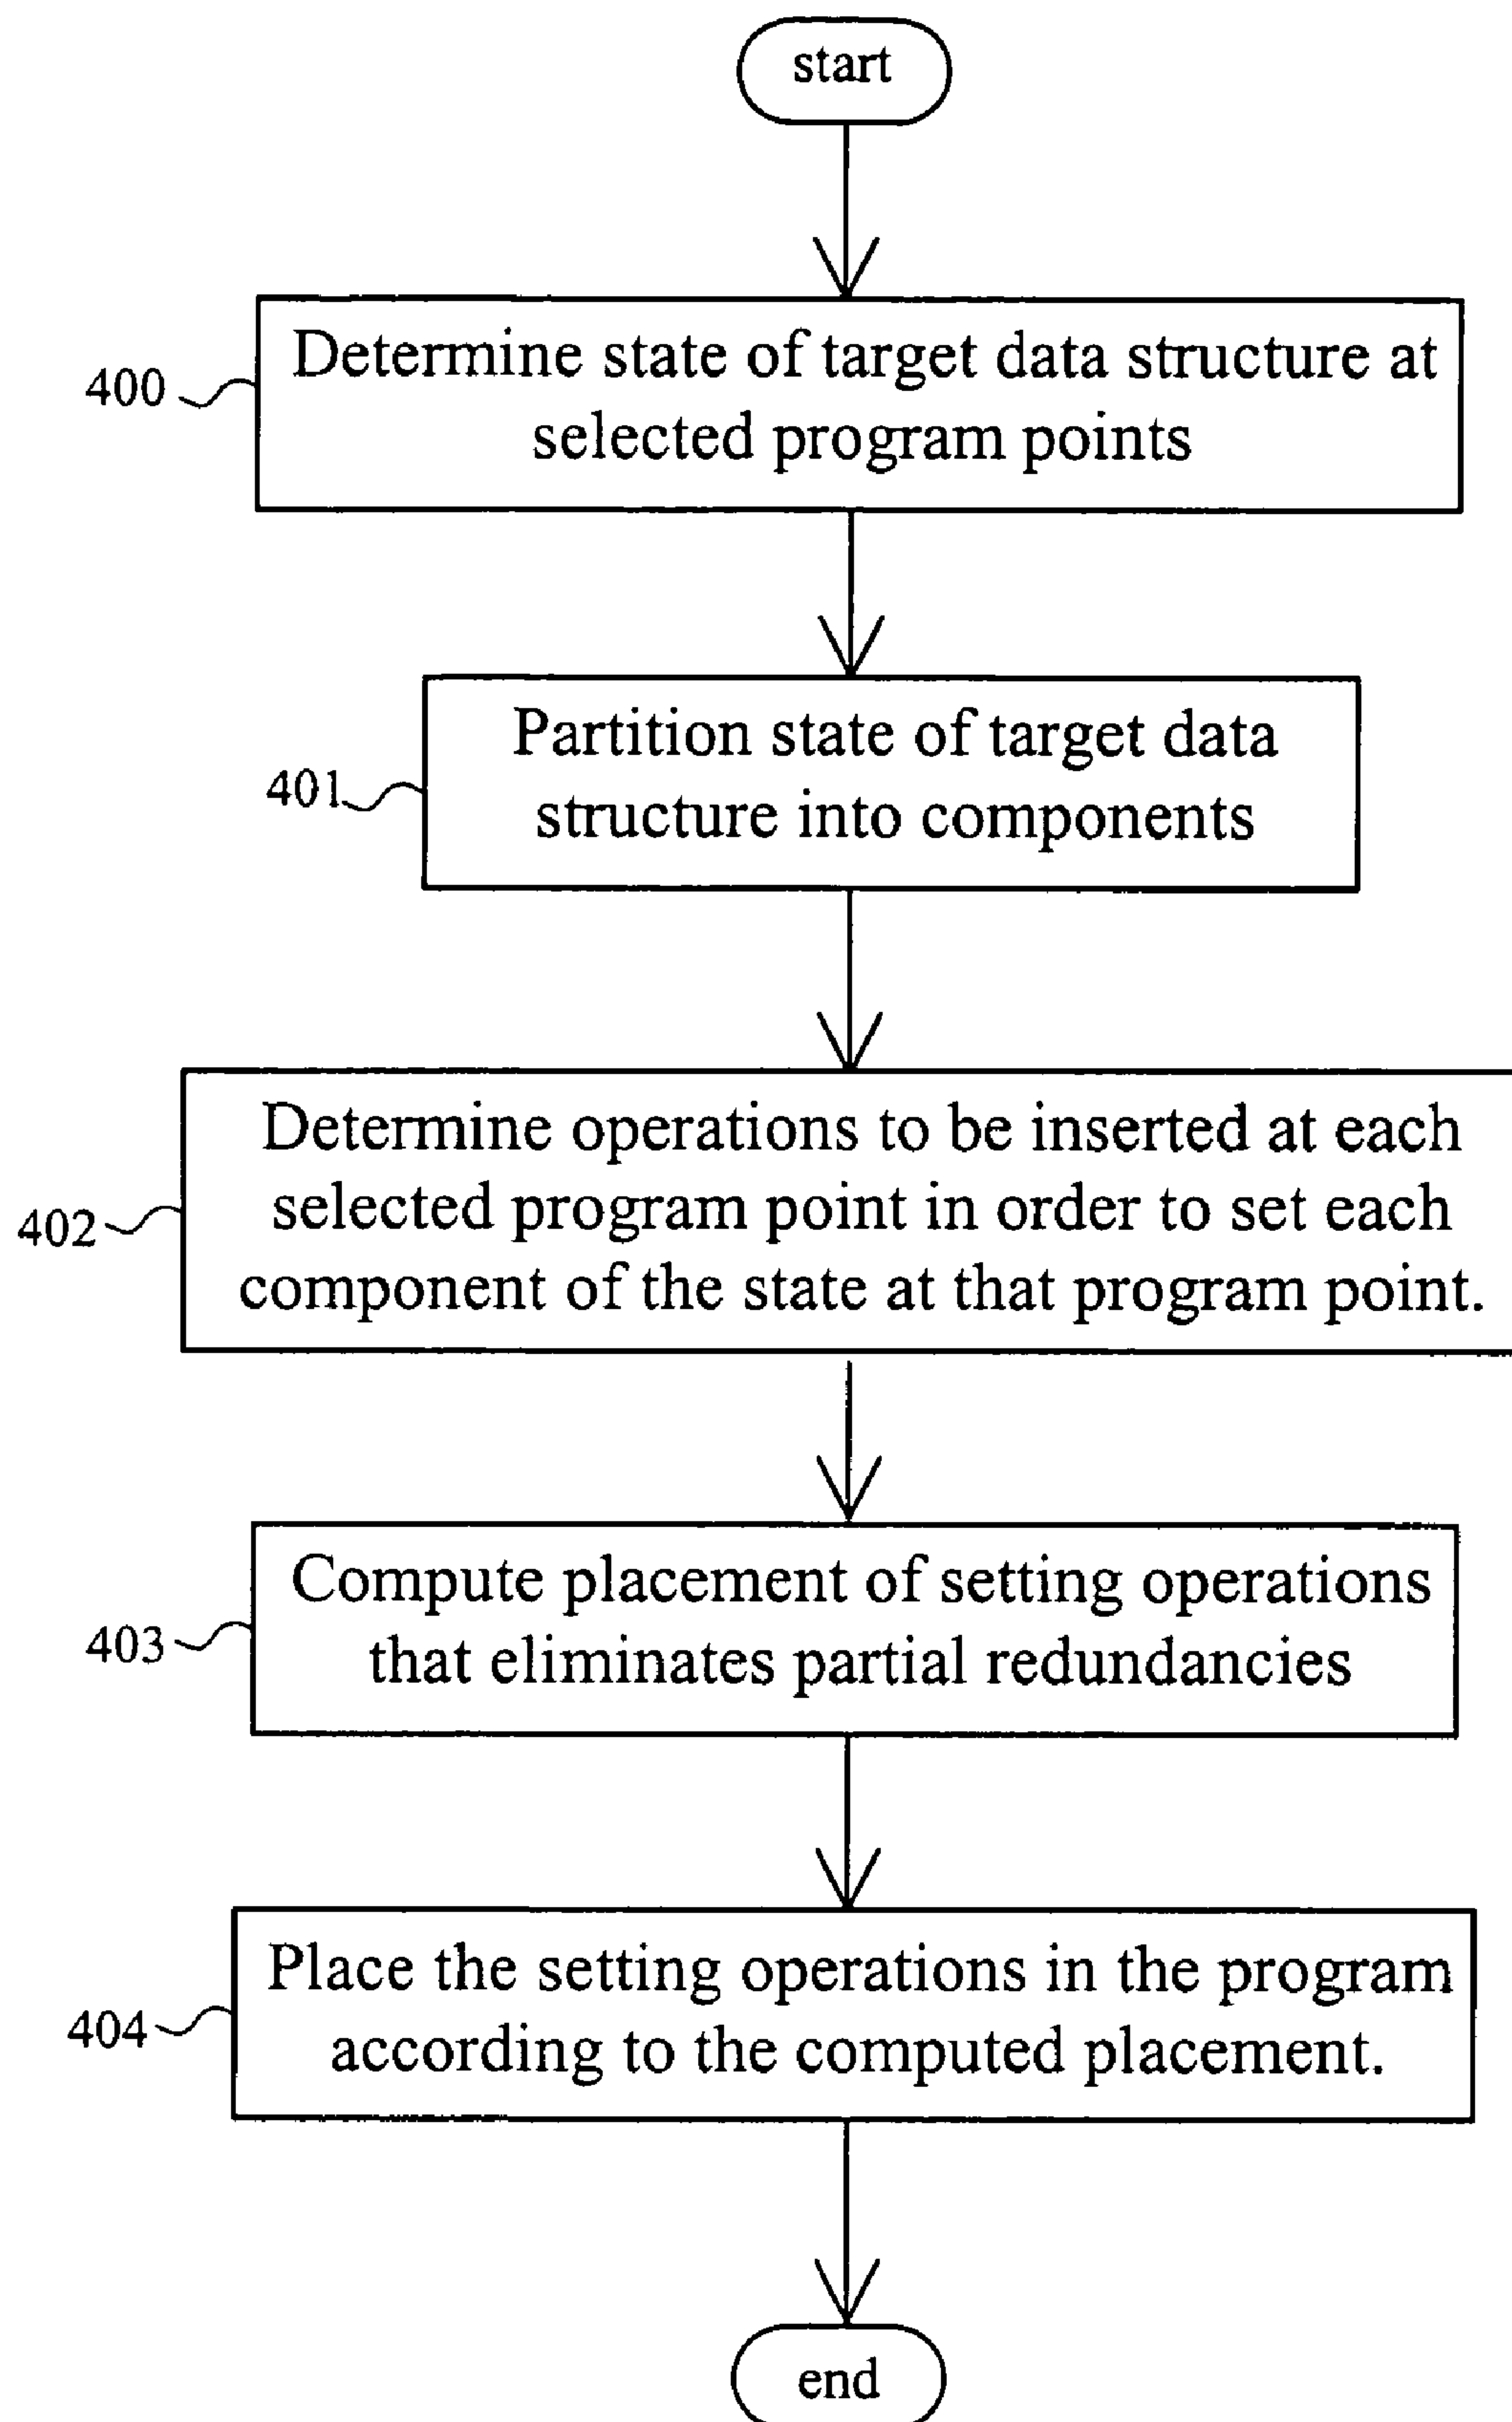 start
400
Determine state of target data structure at
selected program points
401
Partition state of target data
structure into components
402
Determine operations to be inserted at each
selected program point in order to set each
component of the state at that program point.
403
Compute placement of setting operations
that eliminates partial redundancies
404
Place the setting operations in the program
according to the computed placement.
end